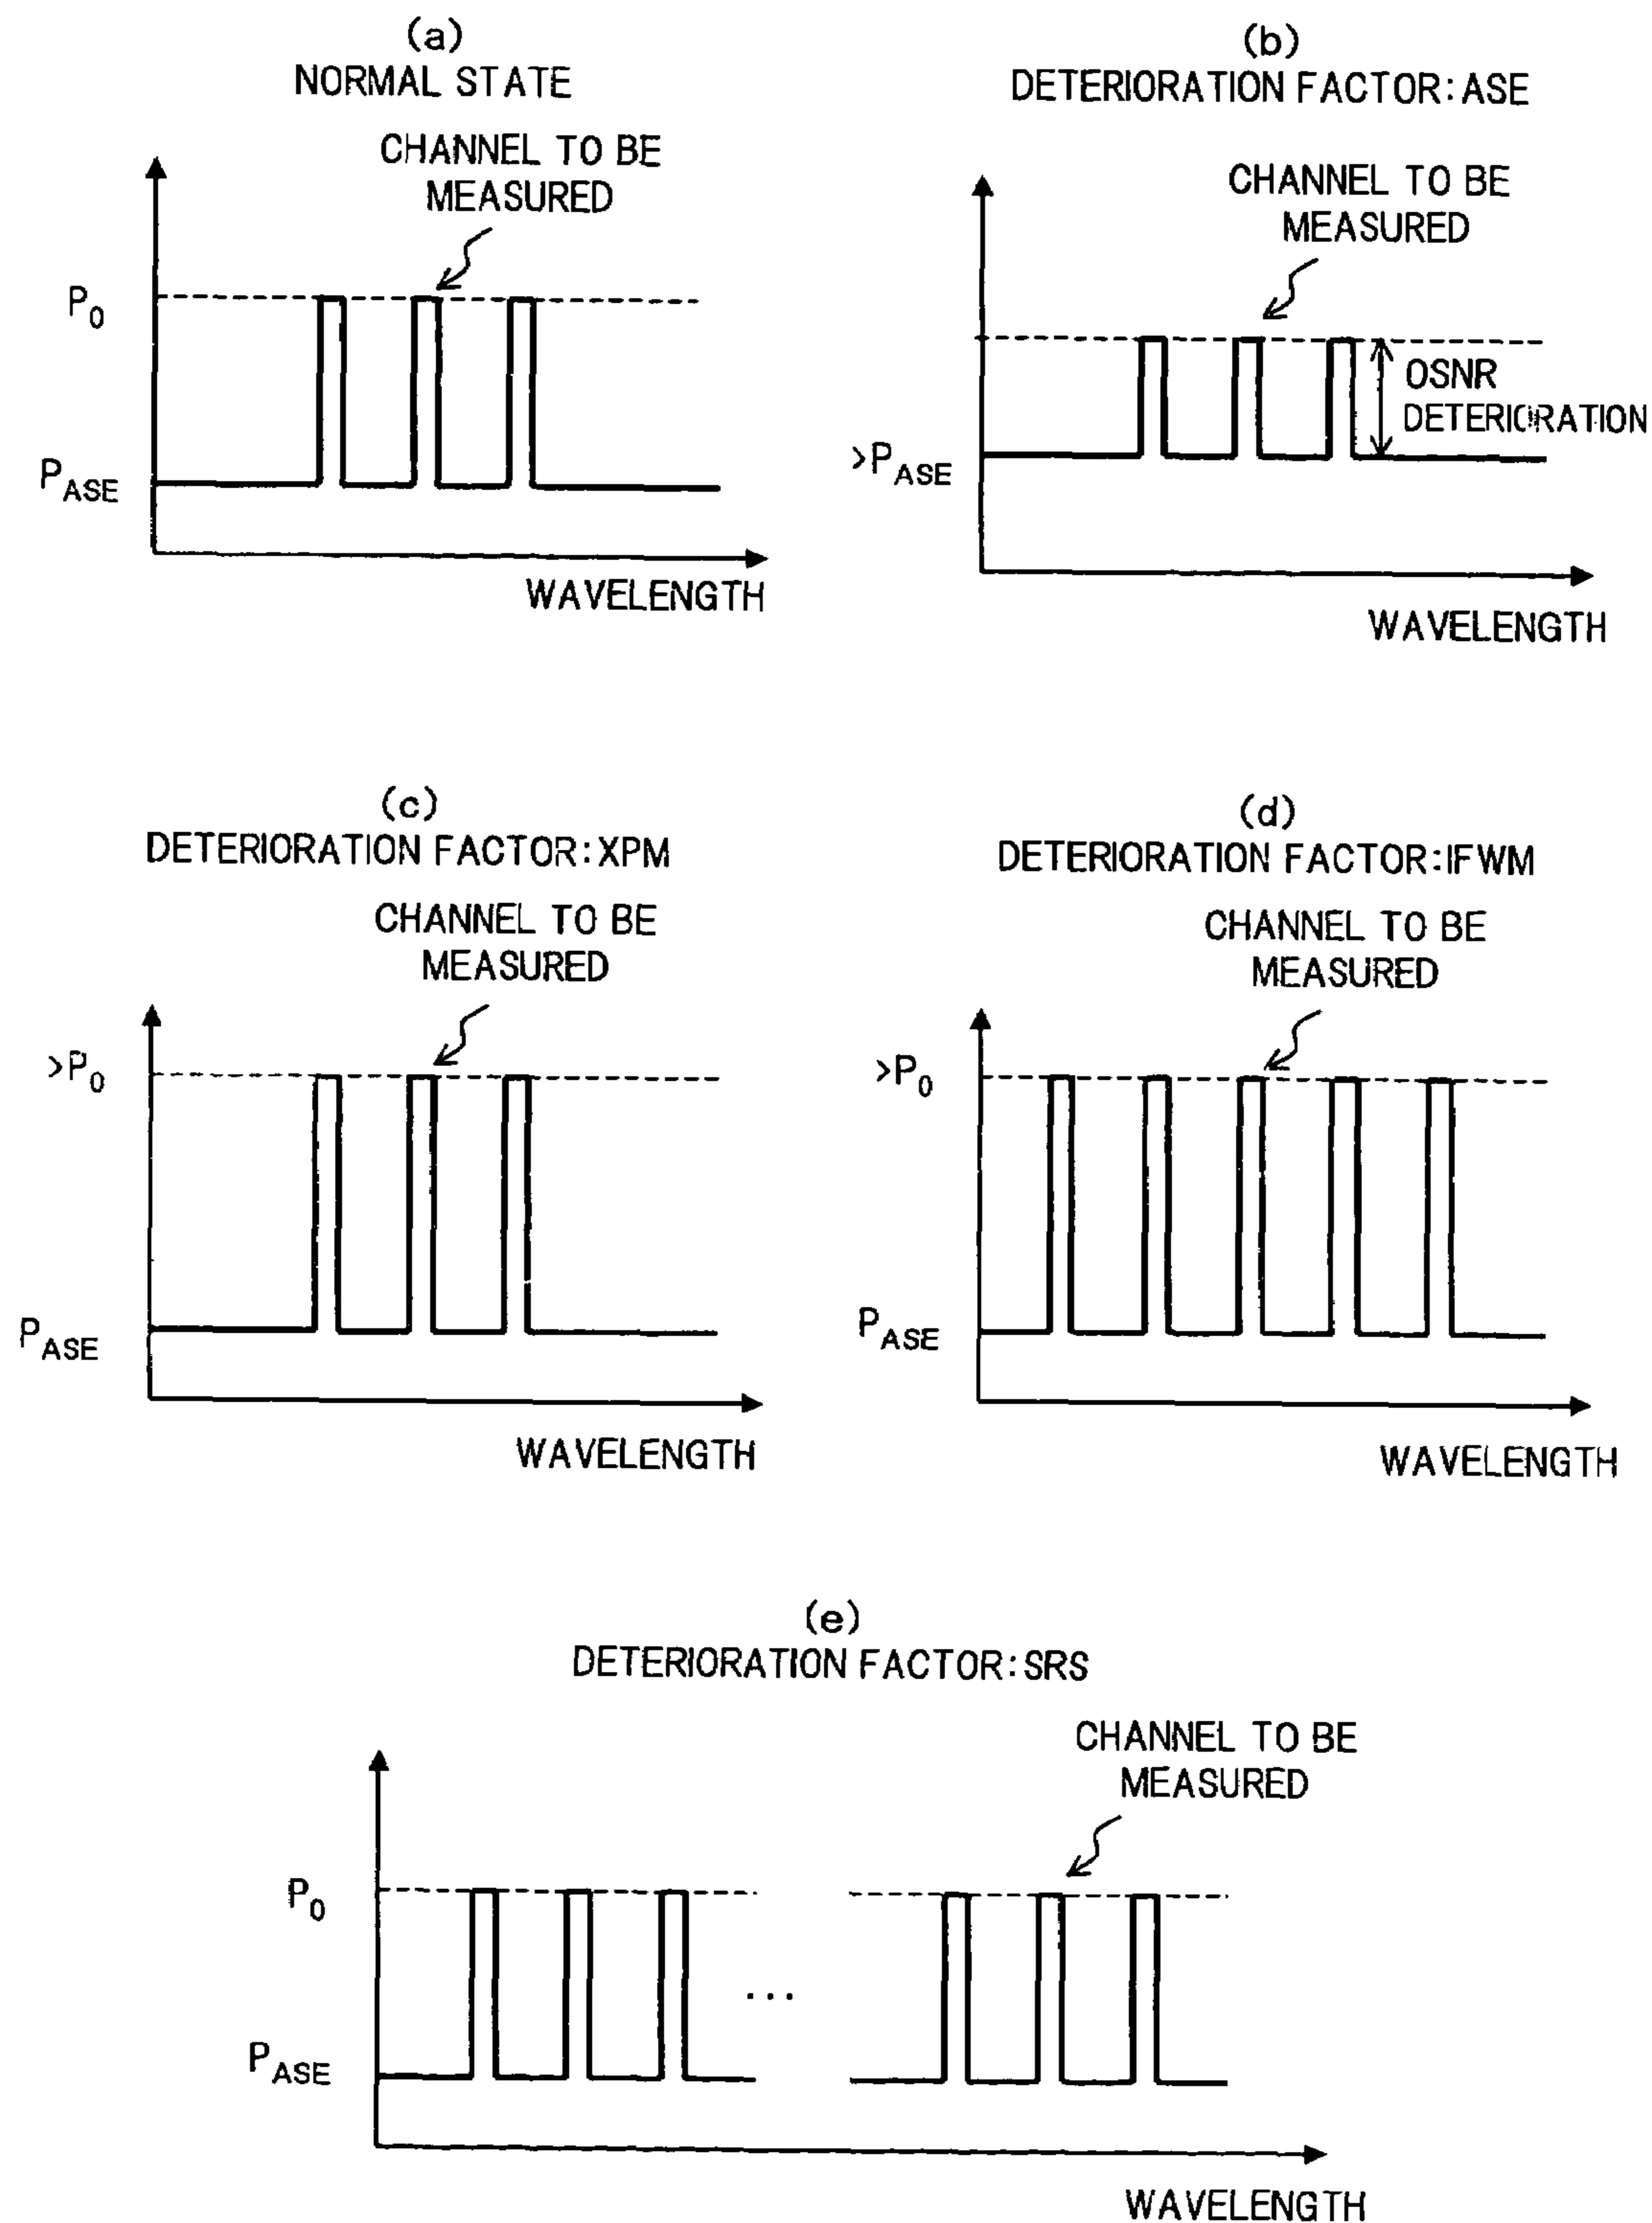 (a)
NORMAL STATE
CHANNEL TO BE
MEASURED
P0
PASE
WAVELENGTH
(b)
DETERIORATION FACTOR:ASE
CHANNEL TO BE
MEASURED
OSNR
DETERIORATION
>PASE
WAVELENGTH
(c)
DETERIORATION FACTOR:XPM
CHANNEL TO BE
MEASURED
>P0
PASE
WAVELENGTH
(d)
DETERIORATION FACTOR:IFWM
CHANNEL TO BE
MEASURED
>P0
PASE
WAVELENGTH
(e)
DETERIORATION FACTOR:SRS
CHANNEL TO BE
MEASURED
P0
...
PASE
WAVELENGTH